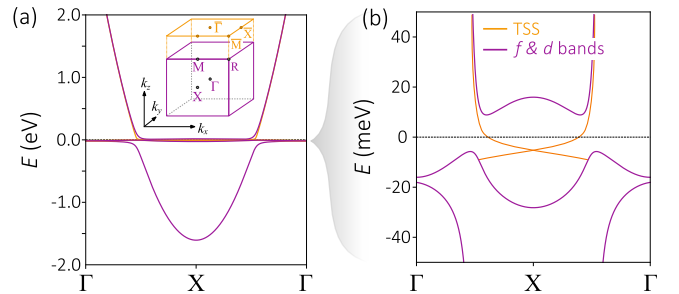 (a)
E (eV)
2.0
1.0
0.0
-1.0
-2.0
Γ X Γ
Γ̅ X̅
M̅
M R
Γ
X
k_z
k_y
k_x
(b)
E (meV)
40
20
0
-20
-40
Γ X Γ
TSS
f & d bands